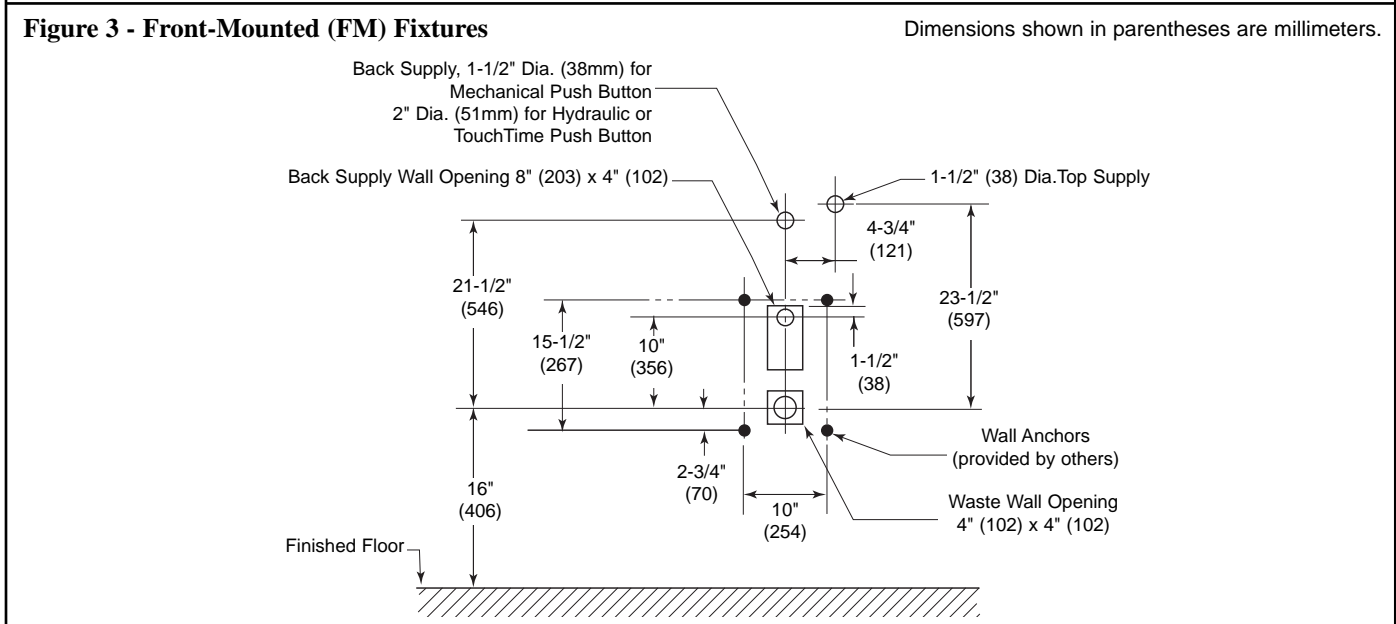 Figure 3 - Front-Mounted (FM) Fixtures
Dimensions shown in parentheses are millimeters.
Back Supply, 1-1/2" Dia. (38mm) for
Mechanical Push Button
2" Dia. (51mm) for Hydraulic or
TouchTime Push Button
Back Supply Wall Opening 8" (203) x 4" (102)
1-1/2" (38) Dia.Top Supply
4-3/4"
(121)
21-1/2"
(546)
23-1/2"
(597)
15-1/2"
(267)
10"
(356)
1-1/2"
(38)
Wall Anchors
(provided by others)
2-3/4"
(70)
16"
(406)
10"
(254)
Waste Wall Opening
4" (102) x 4" (102)
Finished Floor